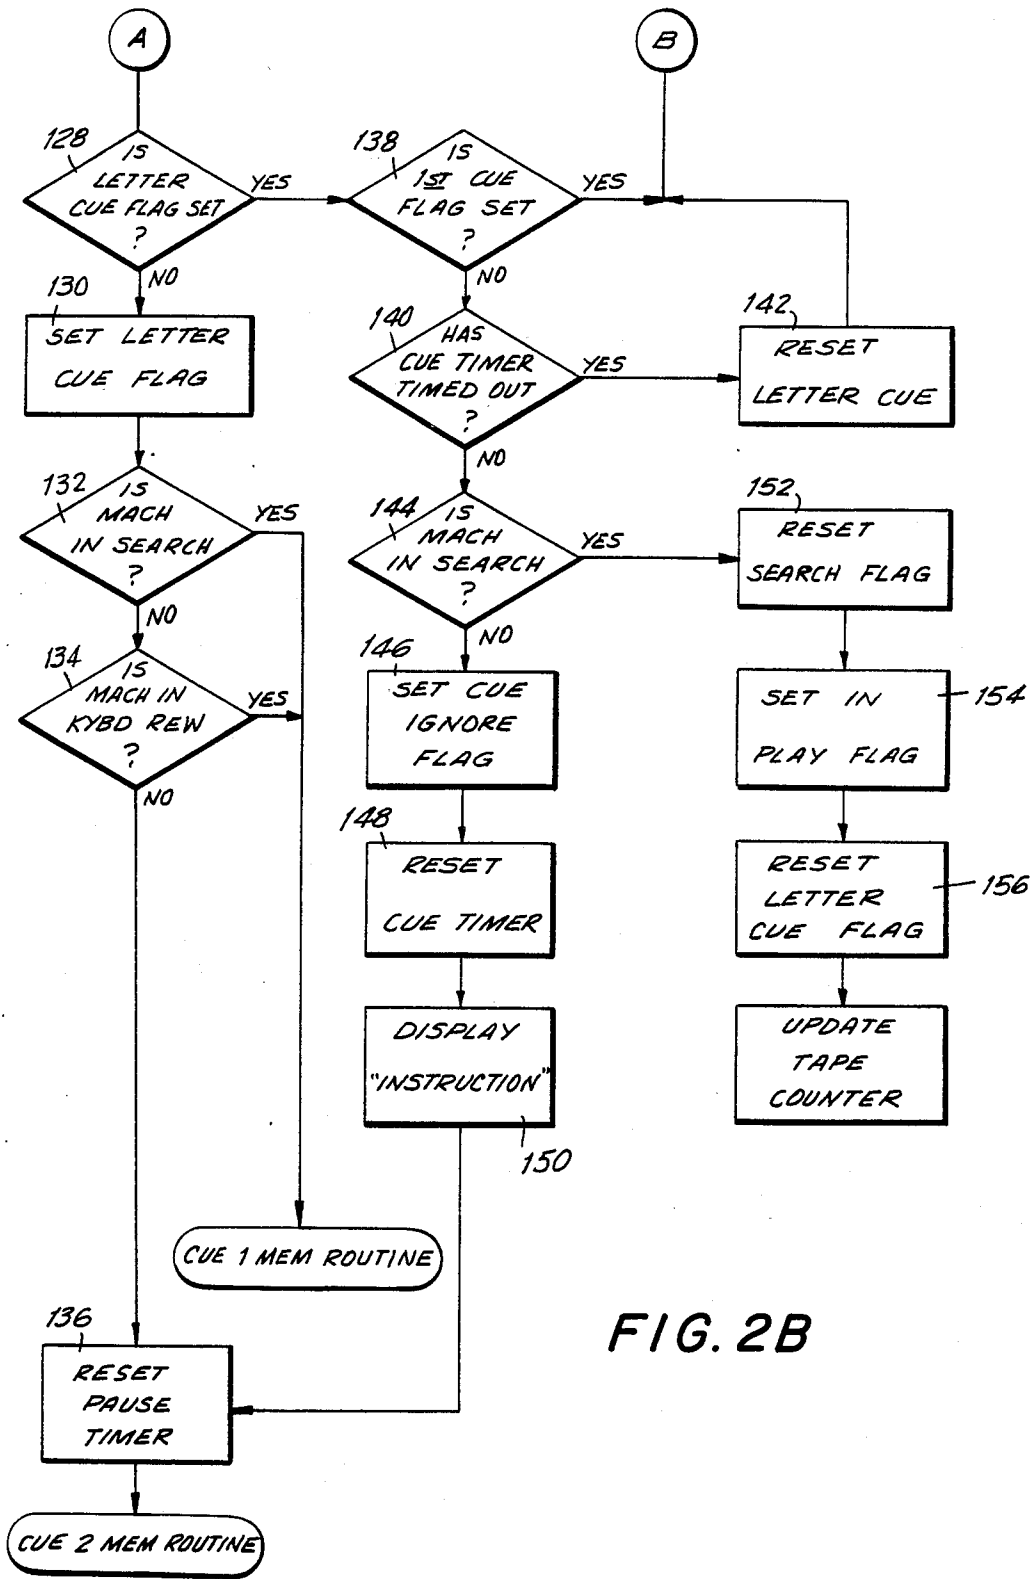 A
B
128
IS
LETTER
CUE FLAG SET
?
YES
NO
138
IS
1ST CUE
FLAG SET
?
YES
NO
130
SET LETTER
CUE FLAG
140
HAS
CUE TIMER
TIMED OUT
?
YES
NO
142
RESET
LETTER CUE
132
IS
MACH
IN SEARCH
?
YES
NO
144
IS
MACH
IN SEARCH
?
YES
NO
152
RESET
SEARCH FLAG
134
IS
MACH IN
KYBD REW
?
YES
NO
146
SET CUE
IGNORE
FLAG
SET IN
PLAY FLAG
154
148
RESET
CUE TIMER
RESET
LETTER
CUE FLAG
156
DISPLAY
"INSTRUCTION"
150
UPDATE
TAPE
COUNTER
CUE 1 MEM ROUTINE
136
RESET
PAUSE
TIMER
CUE 2 MEM ROUTINE
FIG. 2B